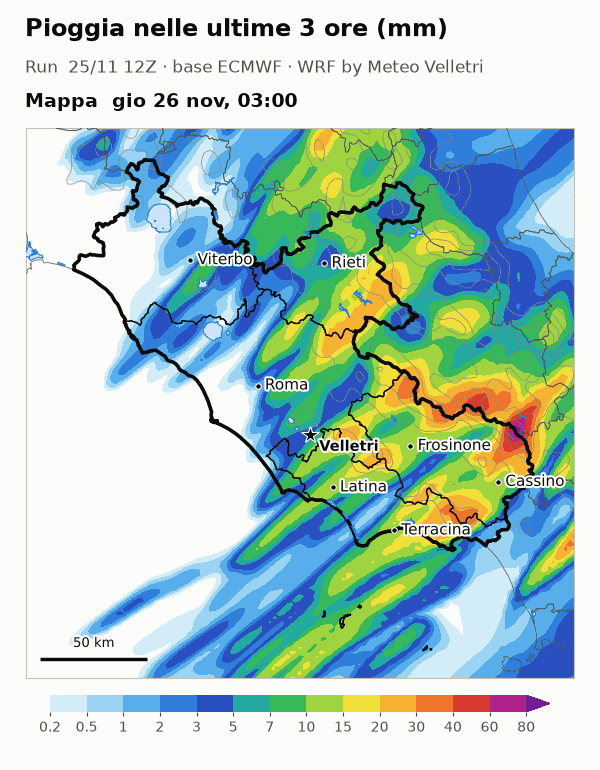 Pioggia nelle ultime 3 ore (mm)
Run  25/11 12Z · base ECMWF · WRF by Meteo Velletri
Mappa  gio 26 nov, 03:00
Viterbo
Rieti
Roma
Velletri
Frosinone
Cassino
Latina
Terracina
50 km
0.2 0.5 1 2 3 5 7 10 15 20 30 40 60 80